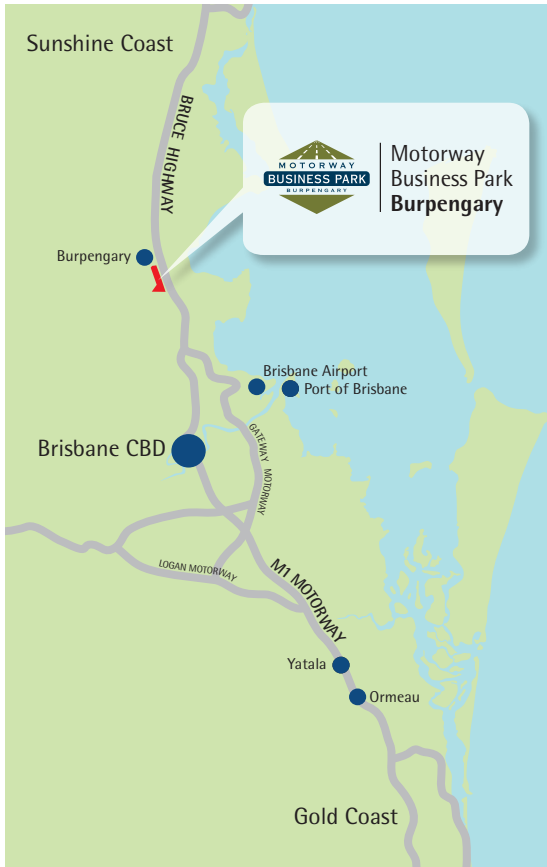 Sunshine Coast
BRUCE HIGHWAY
MOTORWAY
BUSINESS PARK
BURPENGARY
Motorway
Business Park
Burpengary
Burpengary
Brisbane Airport
Port of Brisbane
GATEWAY MOTORWAY
Brisbane CBD
LOGAN MOTORWAY
M1 MOTORWAY
Yatala
Ormeau
Gold Coast